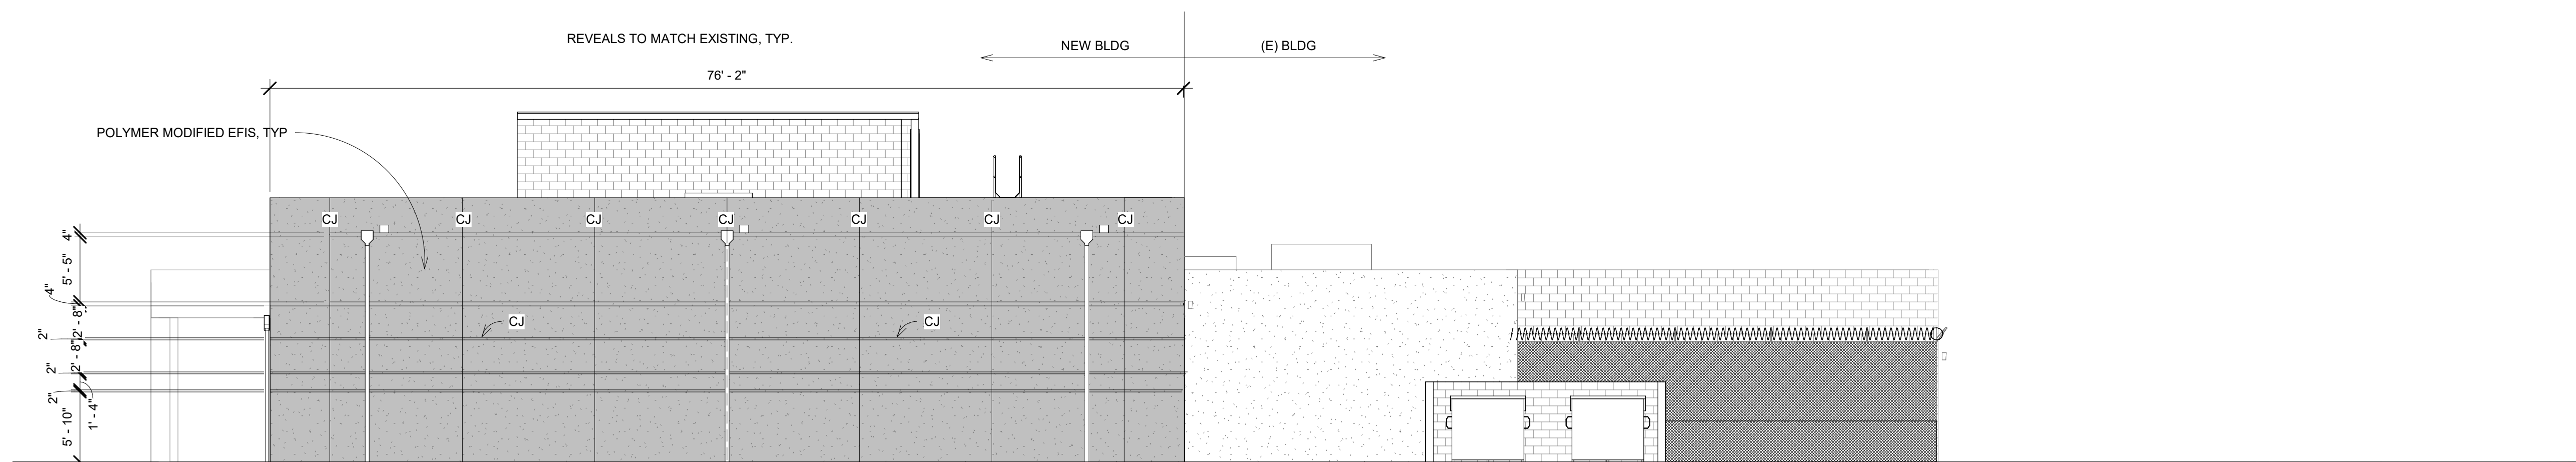 REVEALS TO MATCH EXISTING, TYP.
NEW BLDG
(E) BLDG
76' - 2"
POLYMER MODIFIED EFIS, TYP
CJ
CJ
CJ
CJ
CJ
CJ
CJ
4"
5' - 5"
4"
2' - 8"
CJ
CJ
2"
2' - 8"
2"
2"
1' - 4"
5' - 10"